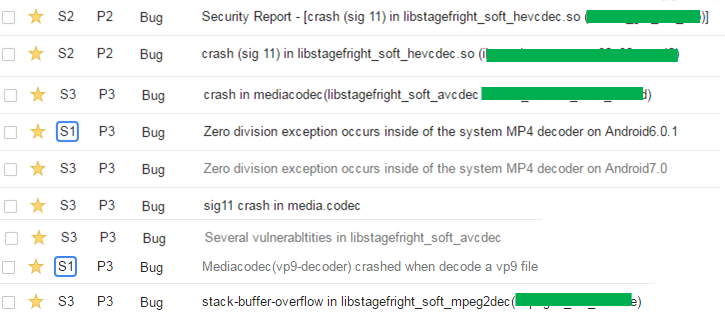 S2 P2 Bug Security Report - [crash (sig 11) in libstagefright_soft_hevcdec.so ( )]
S2 P2 Bug crash (sig 11) in libstagefright_soft_hevcdec.so (i )
S3 P3 Bug crash in mediacodec(libstagefright_soft_avcdec )
S1 P3 Bug Zero division exception occurs inside of the system MP4 decoder on Android6.0.1
S3 P3 Bug Zero division exception occurs inside of the system MP4 decoder on Android7.0
S3 P3 Bug sig11 crash in media.codec
S3 P3 Bug Several vulnerabltities in libstagefright_soft_avcdec
S1 P3 Bug Mediacodec(vp9-decoder) crashed when decode a vp9 file
S3 P3 Bug stack-buffer-overflow in libstagefright_soft_mpeg2dec( e)